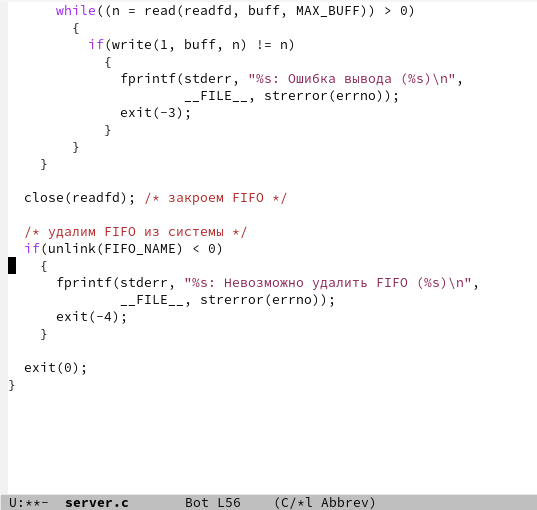 while((n = read(readfd, buff, MAX_BUFF)) > 0)
{
if(write(1, buff, n) != n)
{
fprintf(stderr, "%s: Ошибка вывода (%s)\n",
__FILE__, strerror(errno));
exit(-3);
}
}
}
close(readfd); /* закроем FIFO */
/* удалим FIFO из системы */
if(unlink(FIFO_NAME) < 0)
{
fprintf(stderr, "%s: Невозможно удалить FIFO (%s)\n",
__FILE__, strerror(errno));
exit(-4);
}
exit(0);
}
U:**- server.c Bot L56 (C/*l Abbrev)